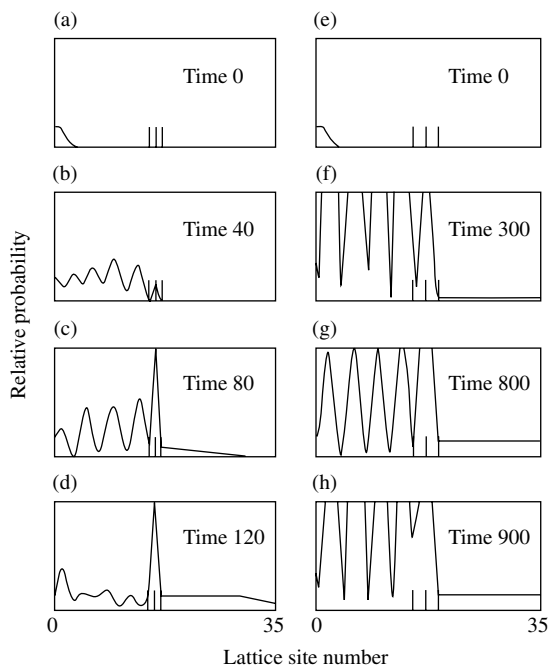 (a)
Time 0
(b)
Time 40
(c)
Time 80
(d)
Time 120
0
35
(e)
Time 0
(f)
Time 300
(g)
Time 800
(h)
Time 900
0
35
Relative probability
Lattice site number